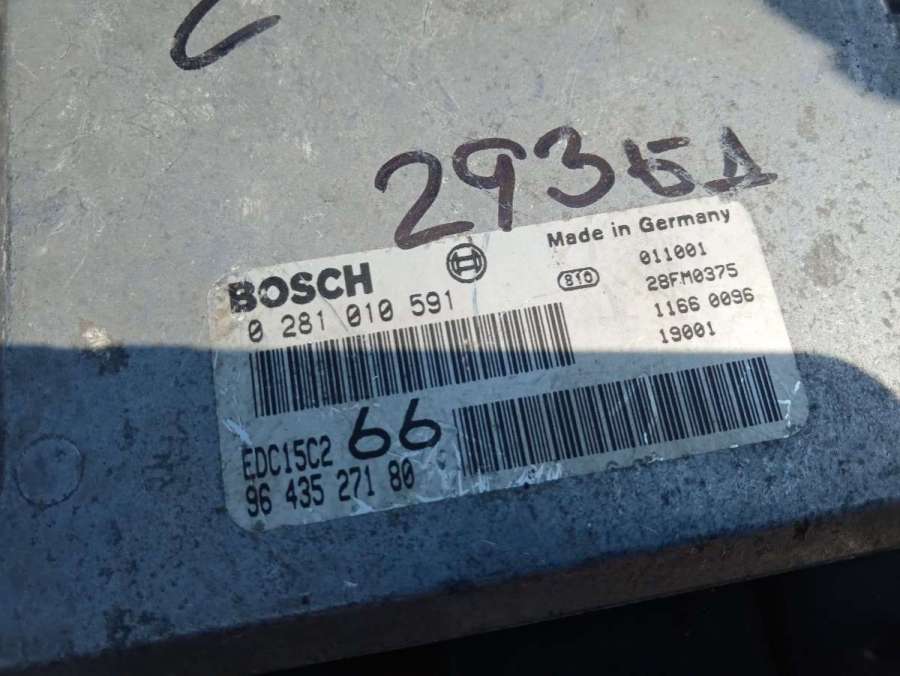 293
BOSCH
Made in Germany
0 281 010 591
810
011001
28FM0375
1166 0096
19001
EDC15C2
66
96 435 271 80